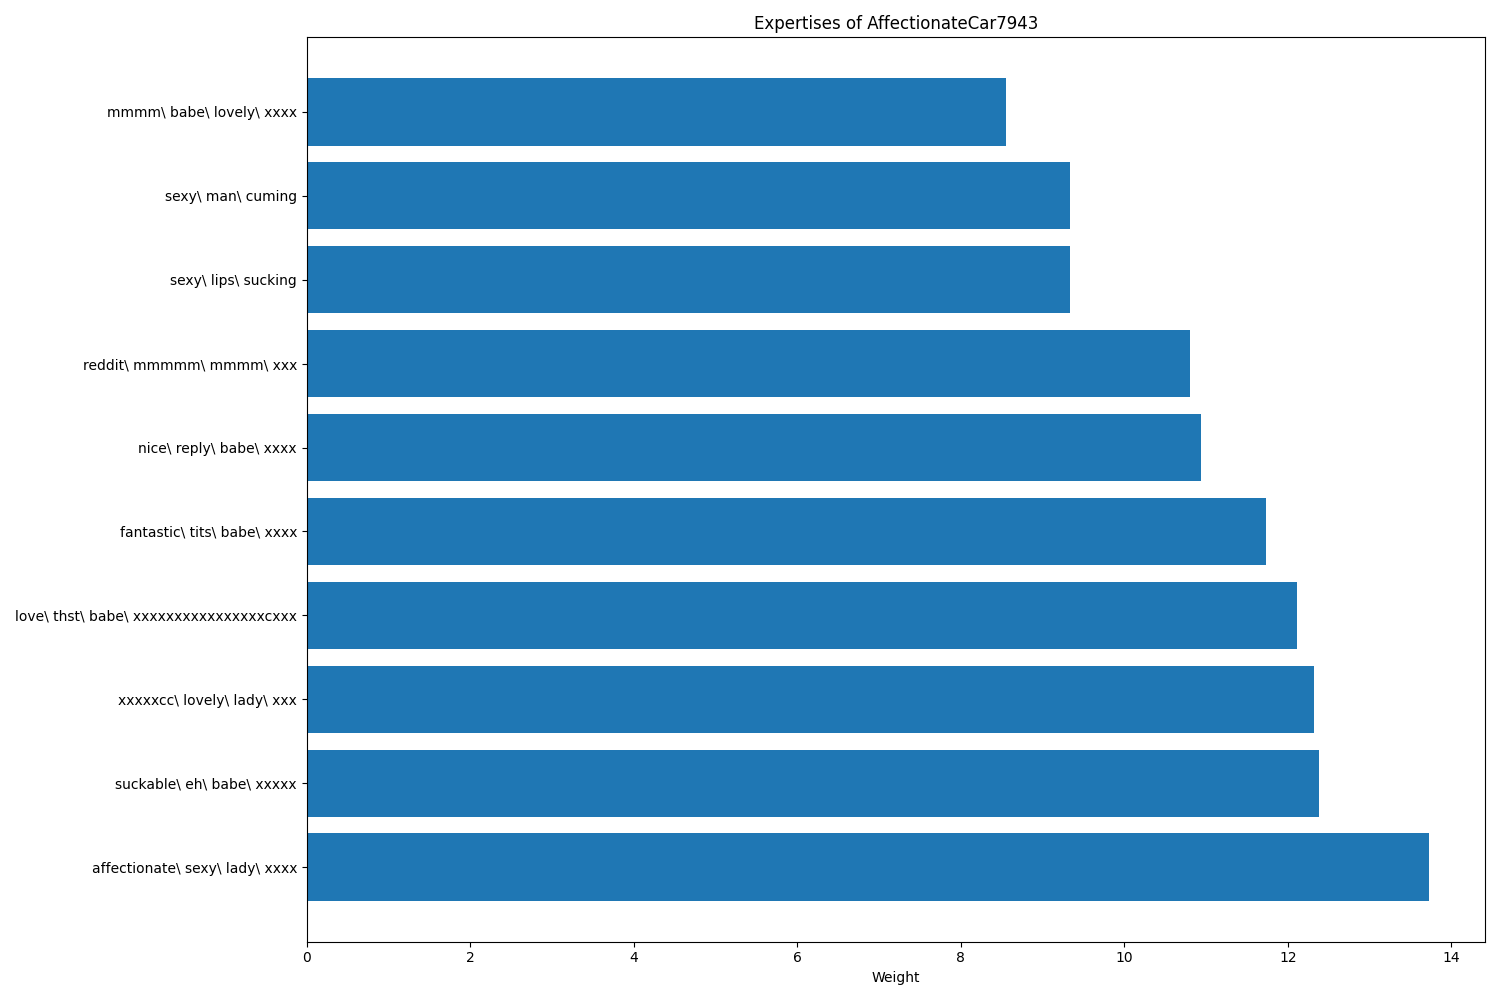 Expertises of AffectionateCar7943
mmmm\ babe\ lovely\ xxxx
sexy\ man\ cuming
sexy\ lips\ sucking
reddit\ mmmmm\ mmmm\ xxx
nice\ reply\ babe\ xxxx
fantastic\ tits\ babe\ xxxx
love\ thst\ babe\ xxxxxxxxxxxxxxxxcxxx
xxxxxcc\ lovely\ lady\ xxx
suckable\ eh\ babe\ xxxxx
affectionate\ sexy\ lady\ xxxx
0 2 4 6 8 10 12 14
Weight